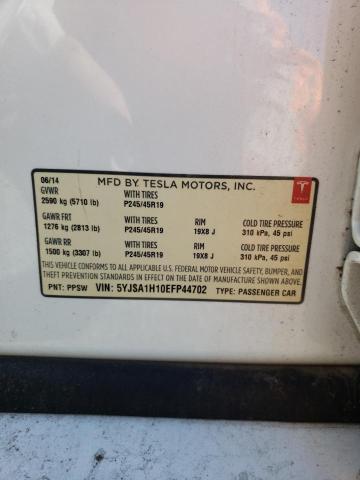 06/14 MFD BY TESLA MOTORS, INC.
GVWR WITH TIRES
2590 kg (5710 lb) P245/45R19
TESLA
GAWR FRT WITH TIRES RIM COLD TIRE PRESSURE
1276 kg (2813 lb) P245/45R19 19X8 J 310 kPa, 45 psi
GAWR RR WITH TIRES RIM COLD TIRE PRESSURE
1500 kg (3307 lb) P245/45R19 19X8 J 310 kPa, 45 psi
THIS VEHICLE CONFORMS TO ALL APPLICABLE U.S. FEDERAL MOTOR VEHICLE SAFETY, BUMPER, AND
THEFT PREVENTION STANDARDS IN EFFECT ON THE DATE OF MANUFACTURE SHOWN ABOVE.
PNT: PPSW VIN: 5YJSA1H10EFP44702 TYPE: PASSENGER CAR